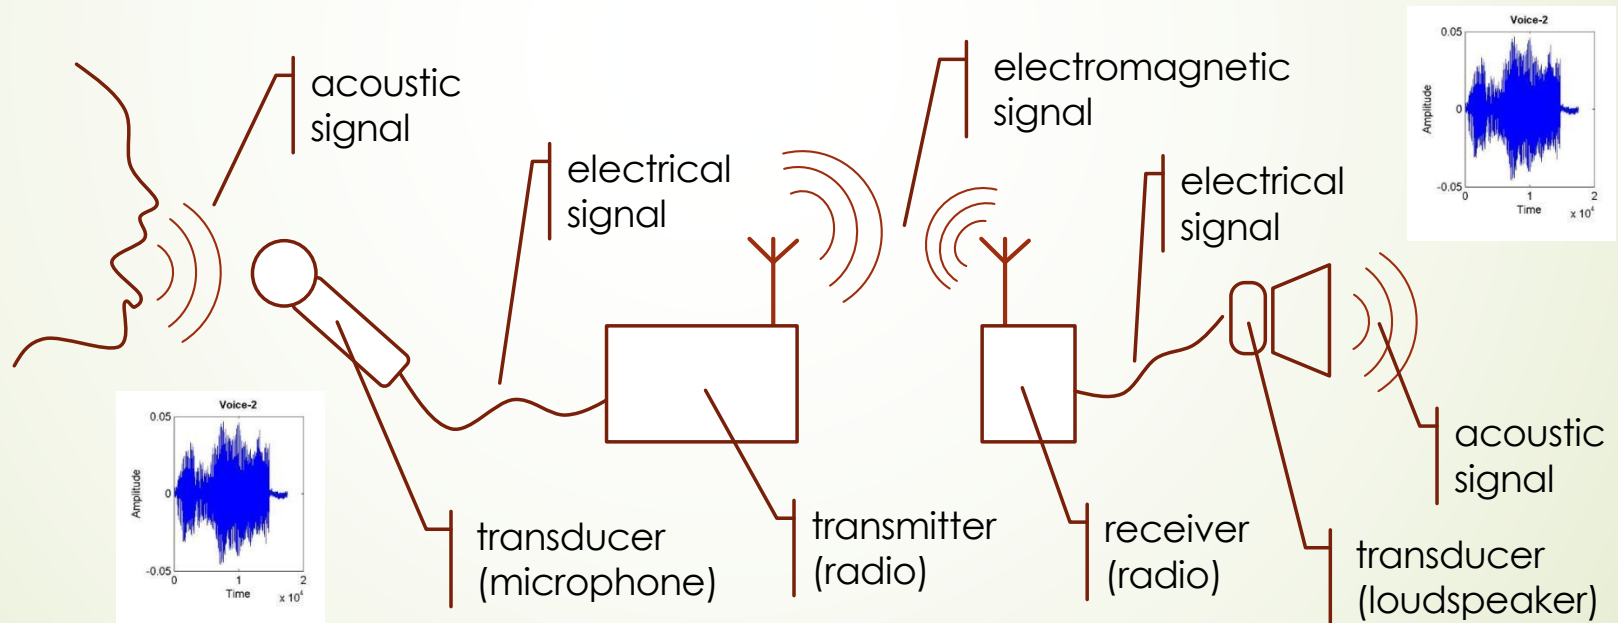 acoustic
signal
electrical
signal
electromagnetic
signal
electrical
signal
Voice-2
0.05
0
-0.05
Amplitude
0
1
2
Time
x 10⁴
Voice-2
0.05
0
-0.05
Amplitude
0
1
2
Time
x 10⁴
transducer
(microphone)
transmitter
(radio)
receiver
(radio)
transducer
(loudspeaker)
acoustic
signal